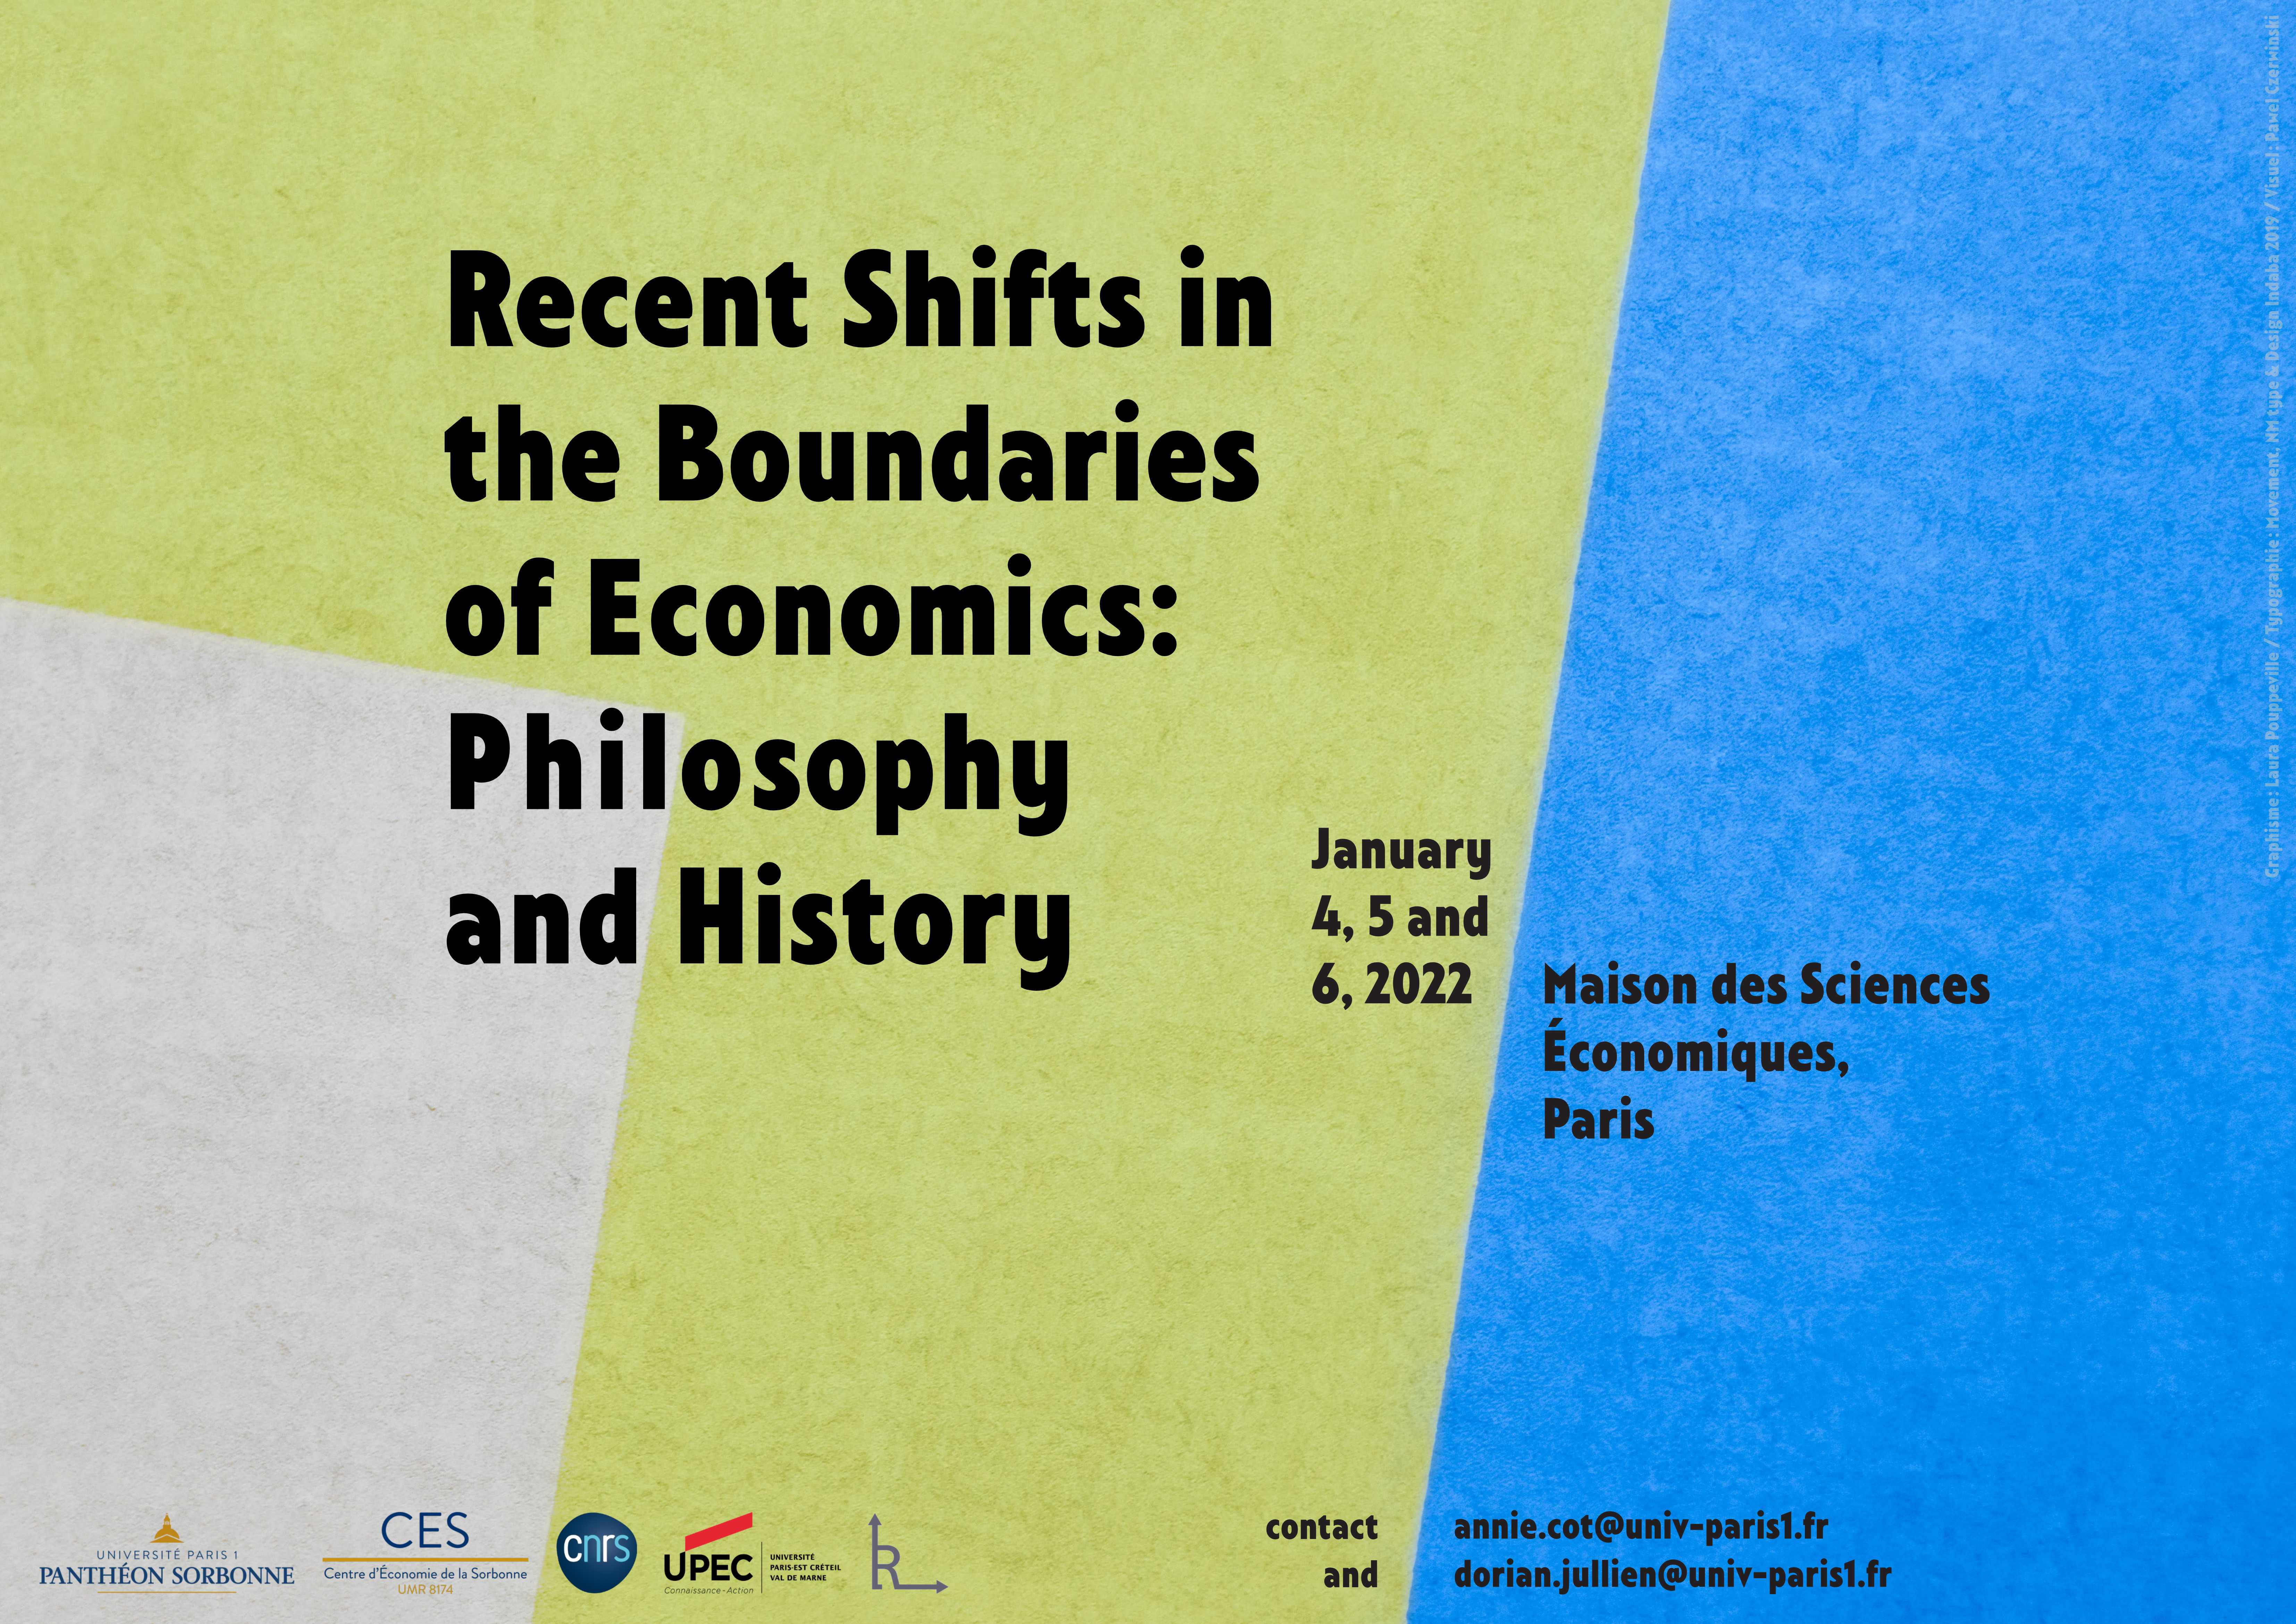 Recent Shifts in
the Boundaries
of Economics:
Philosophy
and History
January
4, 5 and
6, 2022
Maison des Sciences
Économiques,
Paris
Graphisme : Laura Pouppeville / Typographie : Movement, NM type & Design Indaba 2019 / Visuel : Pawel Czerwinski
UNIVERSITÉ PARIS 1
PANTHÉON SORBONNE
CES
Centre d'Économie de la Sorbonne
UMR 8174
cnrs
UPEC
Connaissance - Action
UNIVERSITÉ
PARIS-EST CRÉTEIL
VAL DE MARNE
R
contact
and
annie.cot@univ-paris1.fr
dorian.jullien@univ-paris1.fr